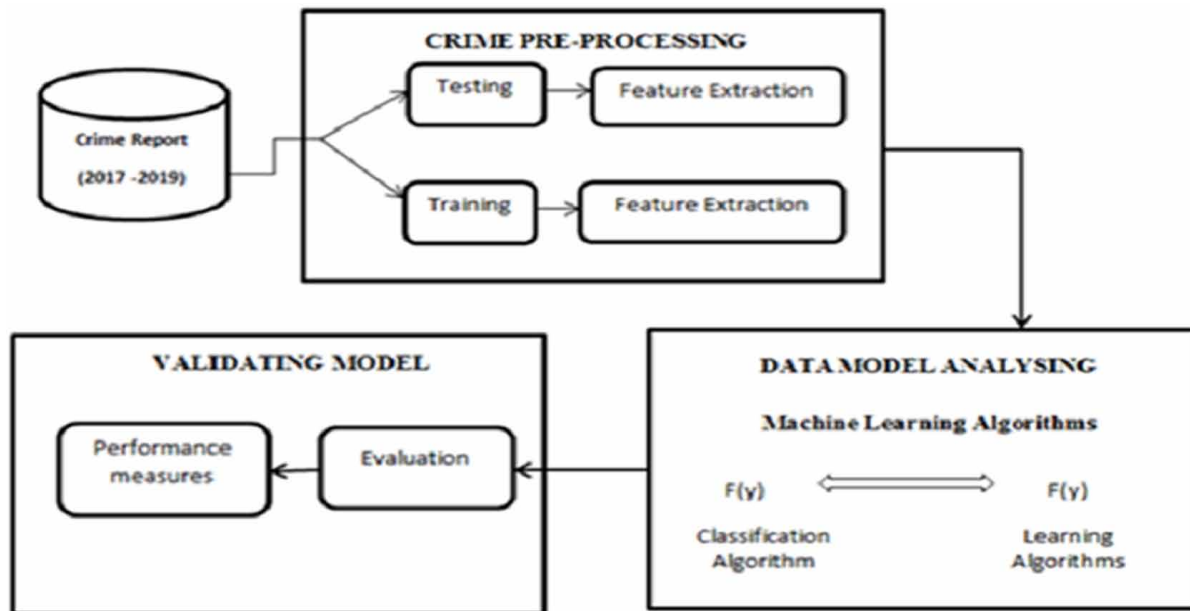 CRIME PRE-PROCESSING
Crime Report
(2017 -2019)
Testing
Feature Extraction
Training
Feature Extraction
DATA MODEL ANALYSING
Machine Learning Algorithms
F(y)
F(y)
Classification
Algorithm
Learning
Algorithms
VALIDATING MODEL
Evaluation
Performance
measures